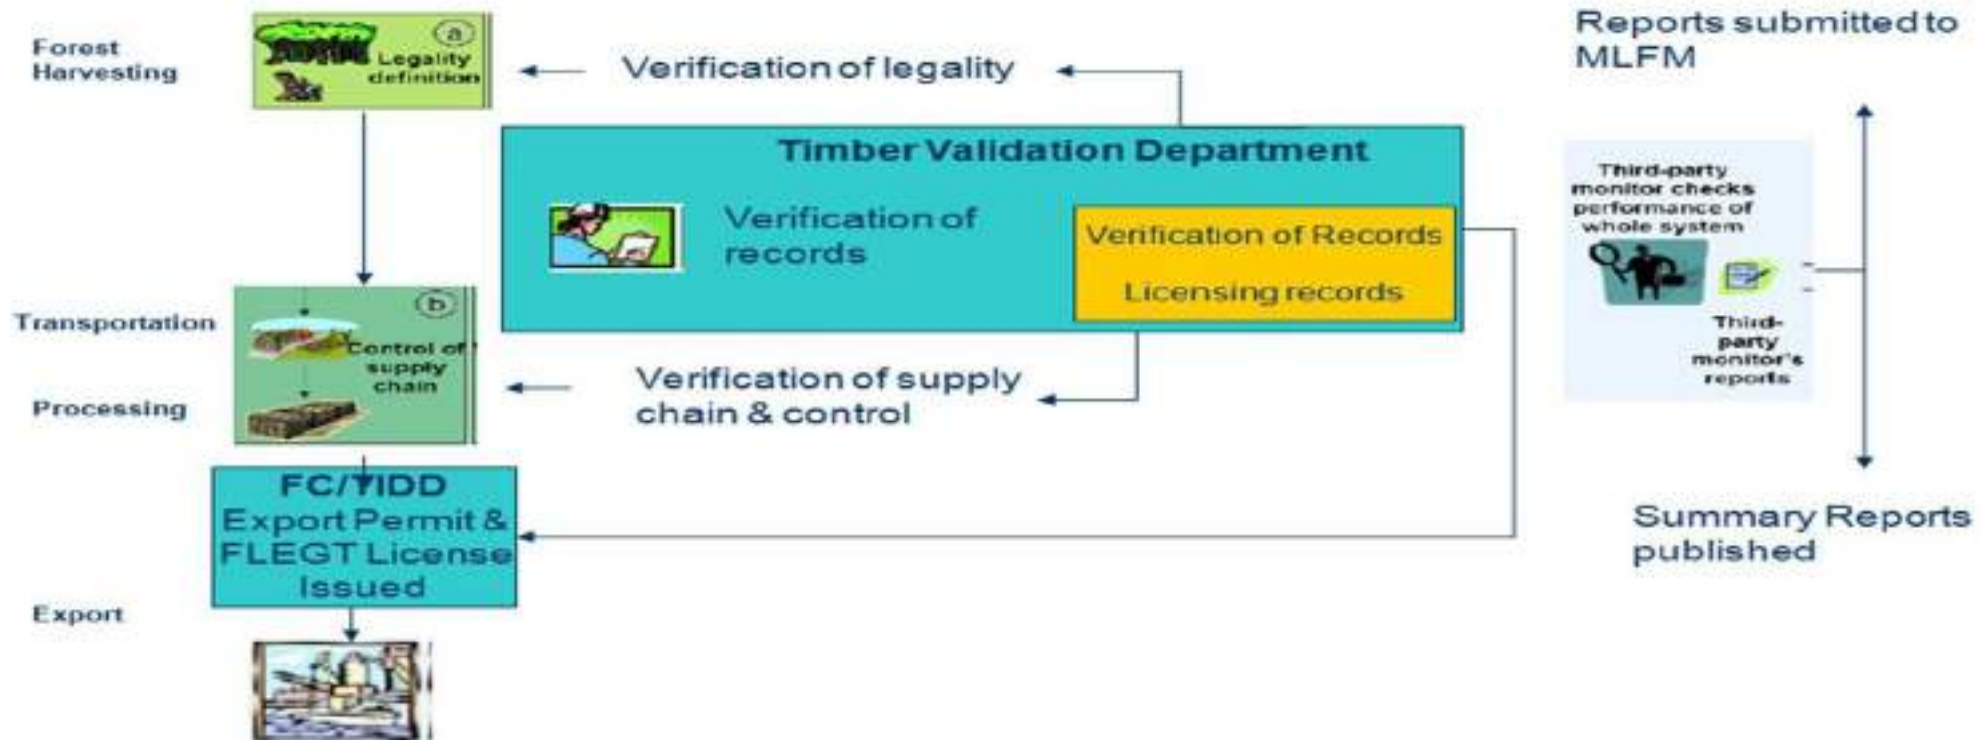 Forest
Harvesting
a
Legality
definition
Verification of legality
Reports submitted to
MLFM
Timber Validation Department
Verification of
records
Verification of Records
Licensing records
Third-party
monitor checks
performance of
whole system
Third-
party
monitor's
reports
Transportation
b
Control of
supply
chain
Processing
Verification of supply
chain & control
FC/TIDD
Export Permit &
FLEGT License
Issued
Summary Reports
published
Export